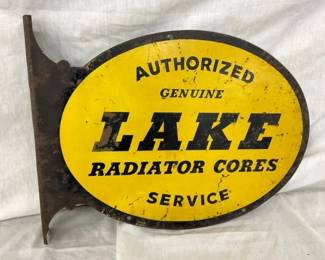 AUTHORIZED
GENUINE
LAKE
RADIATOR CORES
SERVICE